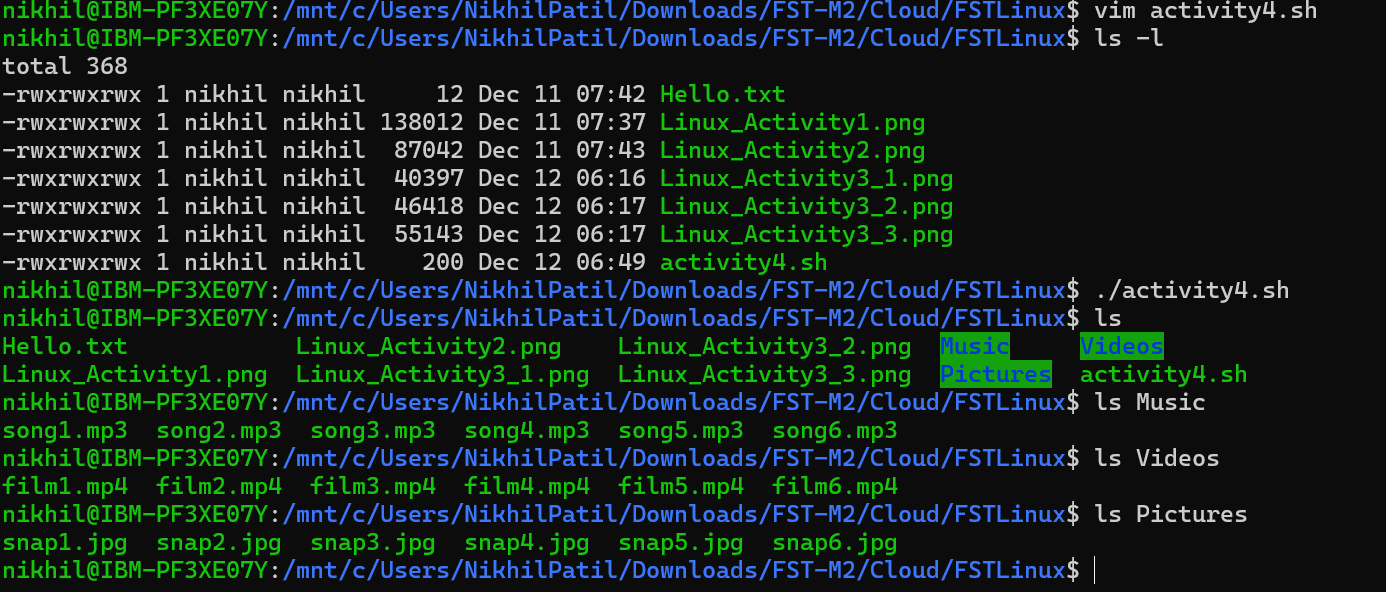 nikhil@IBM-PF3XE07Y:/mnt/c/Users/NikhilPatil/Downloads/FST-M2/Cloud/FSTLinux$ vim activity4.sh
nikhil@IBM-PF3XE07Y:/mnt/c/Users/NikhilPatil/Downloads/FST-M2/Cloud/FSTLinux$ ls -l
total 368
-rwxrwxrwx 1 nikhil nikhil     12 Dec 11 07:42 Hello.txt
-rwxrwxrwx 1 nikhil nikhil 138012 Dec 11 07:37 Linux_Activity1.png
-rwxrwxrwx 1 nikhil nikhil  87042 Dec 11 07:43 Linux_Activity2.png
-rwxrwxrwx 1 nikhil nikhil  40397 Dec 12 06:16 Linux_Activity3_1.png
-rwxrwxrwx 1 nikhil nikhil  46418 Dec 12 06:17 Linux_Activity3_2.png
-rwxrwxrwx 1 nikhil nikhil  55143 Dec 12 06:17 Linux_Activity3_3.png
-rwxrwxrwx 1 nikhil nikhil    200 Dec 12 06:49 activity4.sh
nikhil@IBM-PF3XE07Y:/mnt/c/Users/NikhilPatil/Downloads/FST-M2/Cloud/FSTLinux$ ./activity4.sh
nikhil@IBM-PF3XE07Y:/mnt/c/Users/NikhilPatil/Downloads/FST-M2/Cloud/FSTLinux$ ls
Hello.txt            Linux_Activity2.png    Linux_Activity3_2.png  Music     Videos
Linux_Activity1.png  Linux_Activity3_1.png  Linux_Activity3_3.png  Pictures  activity4.sh
nikhil@IBM-PF3XE07Y:/mnt/c/Users/NikhilPatil/Downloads/FST-M2/Cloud/FSTLinux$ ls Music
song1.mp3  song2.mp3  song3.mp3  song4.mp3  song5.mp3  song6.mp3
nikhil@IBM-PF3XE07Y:/mnt/c/Users/NikhilPatil/Downloads/FST-M2/Cloud/FSTLinux$ ls Videos
film1.mp4  film2.mp4  film3.mp4  film4.mp4  film5.mp4  film6.mp4
nikhil@IBM-PF3XE07Y:/mnt/c/Users/NikhilPatil/Downloads/FST-M2/Cloud/FSTLinux$ ls Pictures
snap1.jpg  snap2.jpg  snap3.jpg  snap4.jpg  snap5.jpg  snap6.jpg
nikhil@IBM-PF3XE07Y:/mnt/c/Users/NikhilPatil/Downloads/FST-M2/Cloud/FSTLinux$